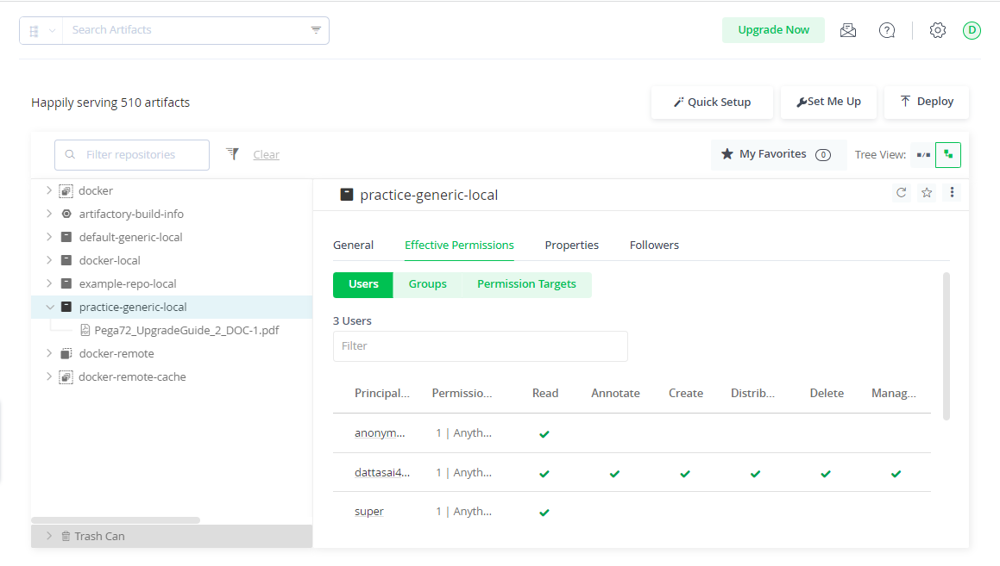 Search Artifacts
Upgrade Now
D
Happily serving 510 artifacts
Quick Setup
Set Me Up
Deploy
Filter repositories
Clear
My Favorites 0
Tree View:
docker
artifactory-build-info
default-generic-local
docker-local
example-repo-local
practice-generic-local
Pega72_UpgradeGuide_2_DOC-1.pdf
docker-remote
docker-remote-cache
Trash Can
practice-generic-local
General Effective Permissions Properties Followers
Users Groups Permission Targets
3 Users
Filter
Principal... Permissio... Read Annotate Create Distrib... Delete Manag...
anonym... 1 | Anyth...
dattasai4... 1 | Anyth...
super 1 | Anyth...